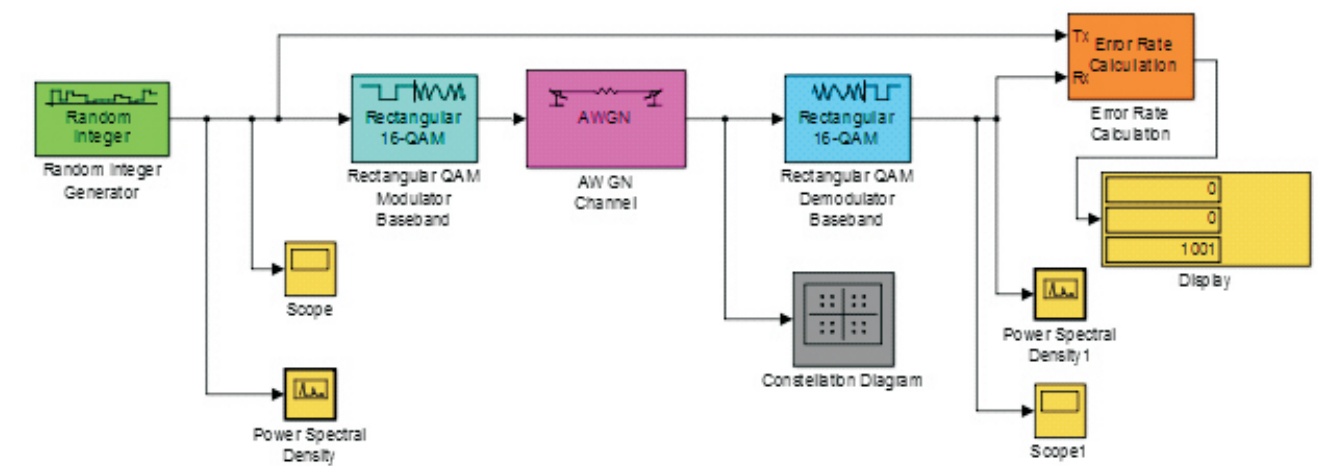 Tx
Rx
Error Rate
Calculation
Error Rate
Calculation
Random
Integer
Random Integer
Generator
Rectangular
16-QAM
Rectangular QAM
Modulator
Baseband
AWGN
AW GN
Channel
Rectangular
16-QAM
Rectangular QAM
Demodulator
Baseband
0
0
1001
Display
Scope
Constellation Diagram
Power Spectral
Density1
Power Spectral
Density
Scope1